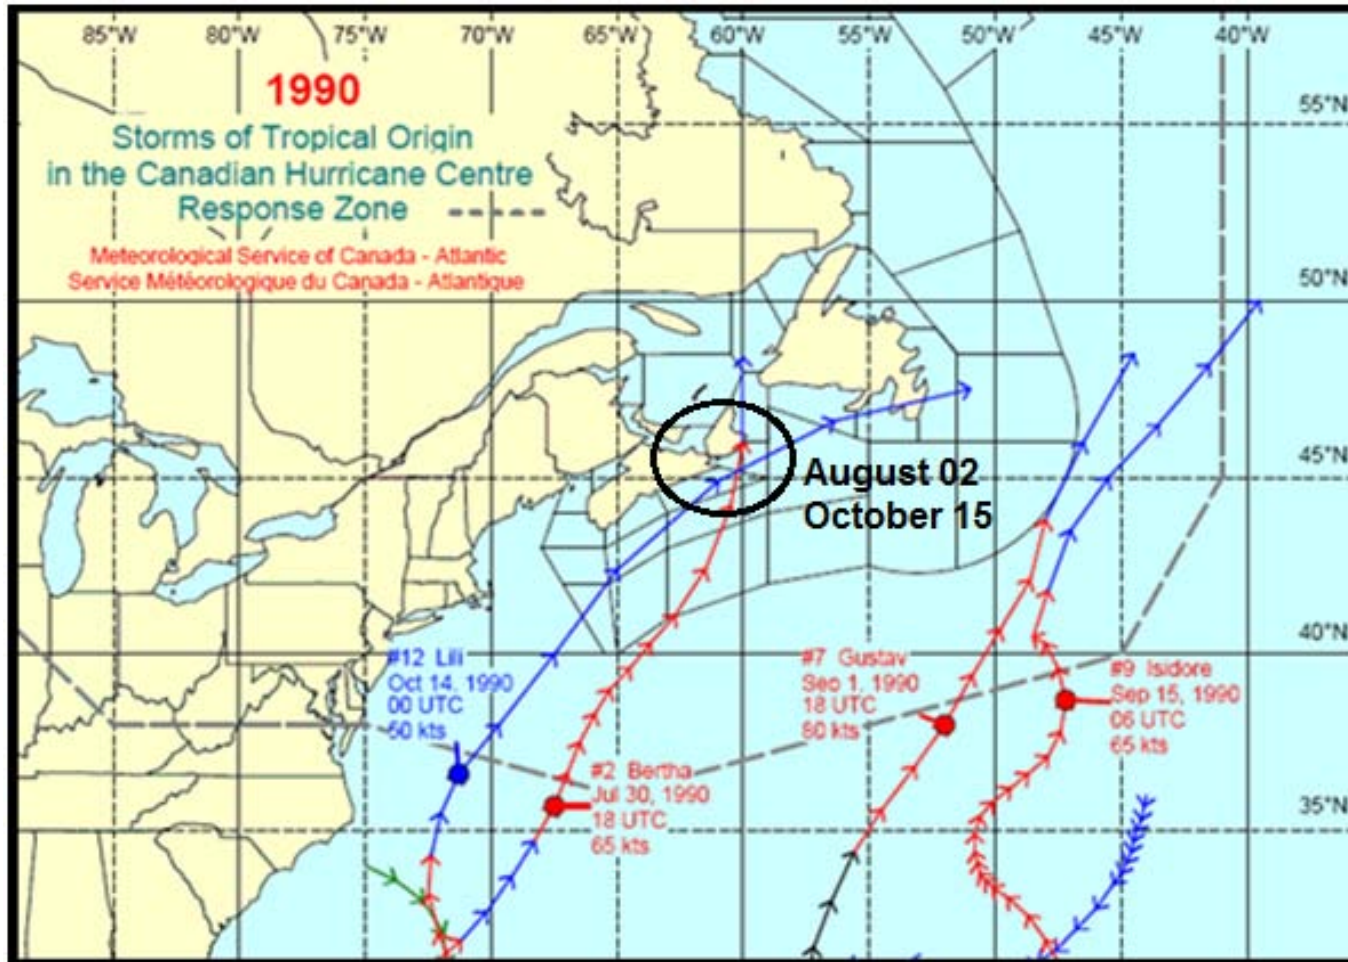 85°W 80°W 75°W 70°W 65°W 60°W 55°W 50°W 45°W 40°W
1990
Storms of Tropical Origin
in the Canadian Hurricane Centre
Response Zone
Meteorological Service of Canada - Atlantic
Service Météorologique du Canada - Atlantique
55°N
50°N
45°N
August 02
October 15
40°N
#12 Lili
Oct 14, 1990
00 UTC
50 kts
#7 Gustav
Sep 1, 1990
18 UTC
80 kts
#9 Isidore
Sep 15, 1990
06 UTC
65 kts
#2 Bertha
Jul 30, 1990
18 UTC
65 kts
35°N